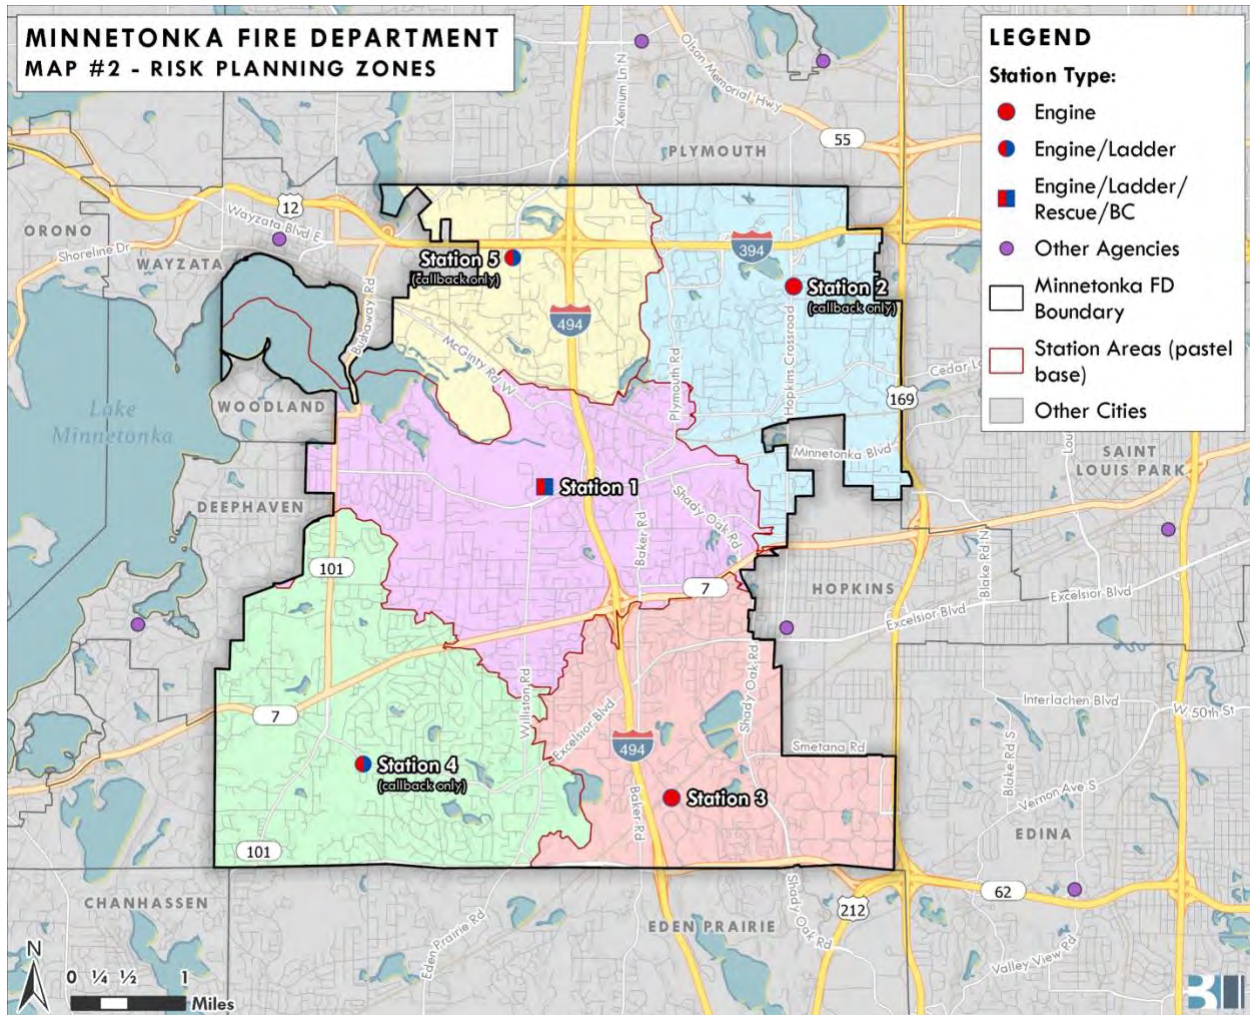 MINNETONKA FIRE DEPARTMENT
MAP #2 - RISK PLANNING ZONES
LEGEND
Station Type:
Engine
Engine/Ladder
Engine/Ladder/
Rescue/BC
Other Agencies
Minnetonka FD
Boundary
Station Areas (pastel
base)
Other Cities
Xenium Ln N
Olson Memorial Hwy
55
PLYMOUTH
12
Wayzata Blvd E
ORONO
Shoreline Dr
WAYZATA
Bushaway Rd
Station 5
(callback only)
394
Station 2
(callback only)
494
McGinty Rd W
Plymouth Rd
Hopkins Crossroad
Cedar L
169
Lake
Minnetonka
WOODLAND
Minnetonka Blvd
Lou
SAINT
LOUIS PARK
DEEPHAVEN
Station 1
Shady Oak Rd
Baker Rd
101
7
HOPKINS
Blake Rd N
Excelsior Blvd
Excelsior Blvd
Williston Rd
Shady Oak Rd
Interlachen Blvd
W 50th St
7
Excelsior Blvd
494
Smetana Rd
Blake Rd S
Station 4
(callback only)
Station 3
Baker Rd
Vernon Ave S
EDINA
101
62
212
CHANHASSEN
Eden Prairie Rd
EDEN PRAIRIE
Shady Oak Rd
Valley View Rd
N
0 ¼ ½ 1
Miles